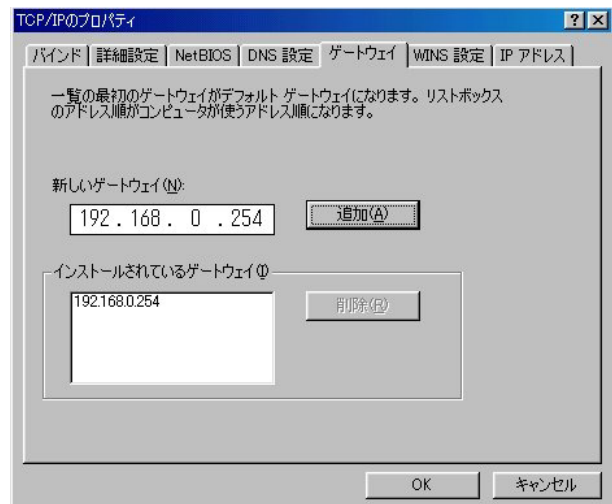 TCP/IPのプロパティ
バインド 詳細設定 NetBIOS DNS 設定 ゲートウェイ WINS 設定 IP アドレス
一覧の最初のゲートウェイがデフォルト ゲートウェイになります。リストボックス
のアドレス順がコンピュータが使うアドレス順になります。
新しいゲートウェイ(N):
192 . 168 . 0 . 254 追加(A)
インストールされているゲートウェイ(I)
192.168.0.254 削除(R)
OK キャンセル